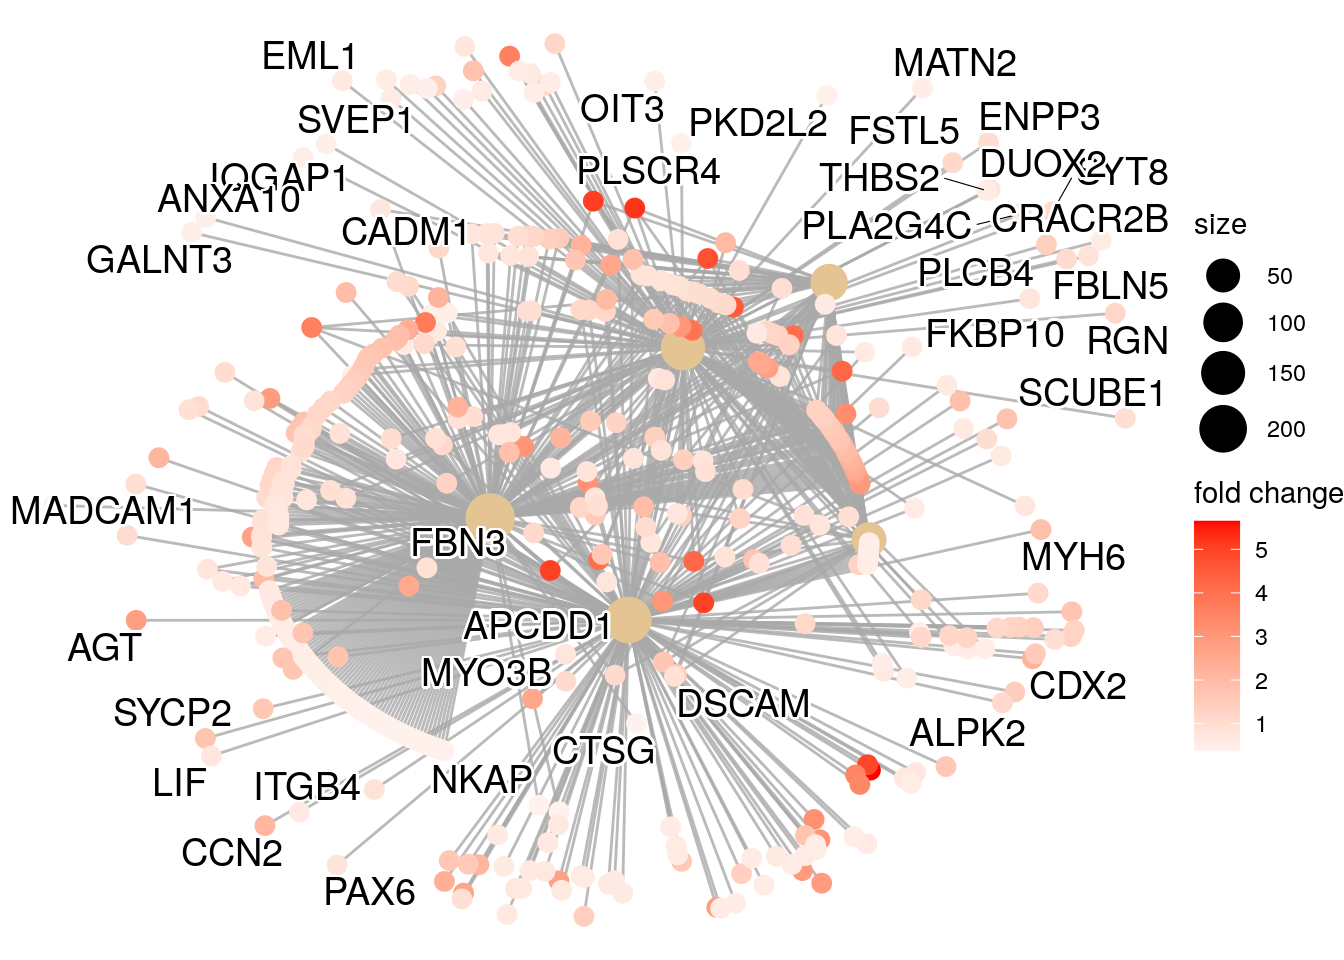 EML1
MATN2
OIT3
PKD2L2
ENPP3
SVEP1
FSTL5
PLSCR4
DUOX2
SYT8
IQGAP1
THBS2
ANXA10
CADM1
PLA2G4C
CRACR2B
GALNT3
PLCB4
FBLN5
FKBP10
RGN
SCUBE1
MADCAM1
FBN3
MYH6
APCDD1
AGT
MYO3B
CDX2
SYCP2
DSCAM
ALPK2
CTSG
LIF
ITGB4
NKAP
CCN2
PAX6
size
50
100
150
200
fold change
5
4
3
2
1